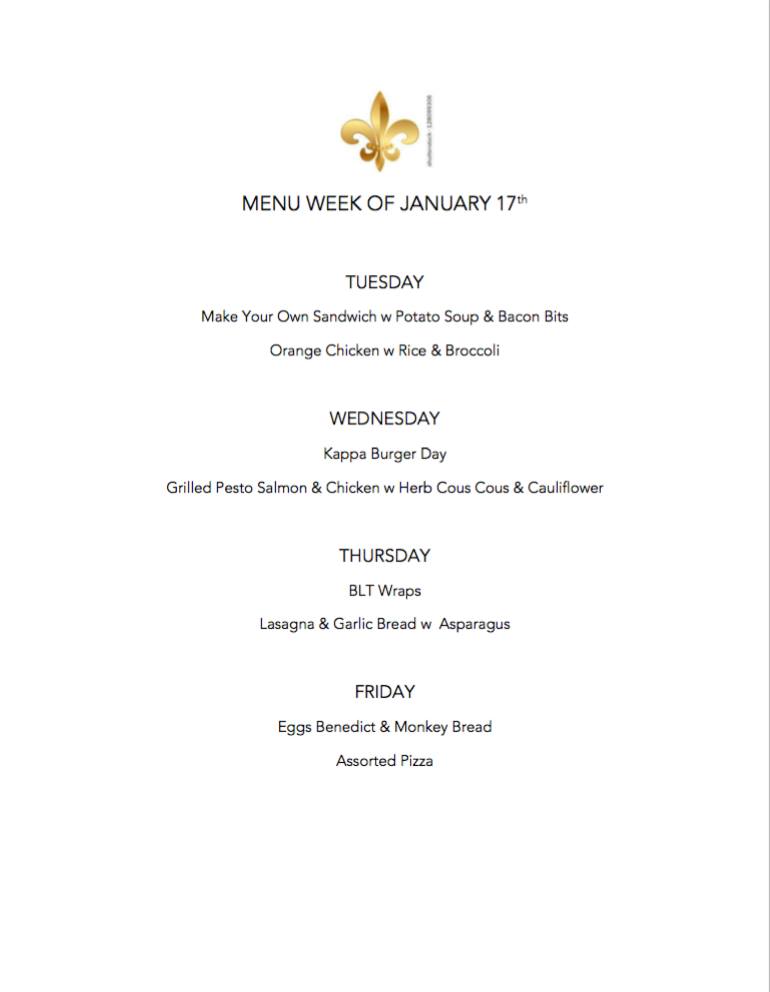 shutterstock · 128099306
MENU WEEK OF JANUARY 17th
TUESDAY
Make Your Own Sandwich w Potato Soup & Bacon Bits
Orange Chicken w Rice & Broccoli
WEDNESDAY
Kappa Burger Day
Grilled Pesto Salmon & Chicken w Herb Cous Cous & Cauliflower
THURSDAY
BLT Wraps
Lasagna & Garlic Bread w Asparagus
FRIDAY
Eggs Benedict & Monkey Bread
Assorted Pizza